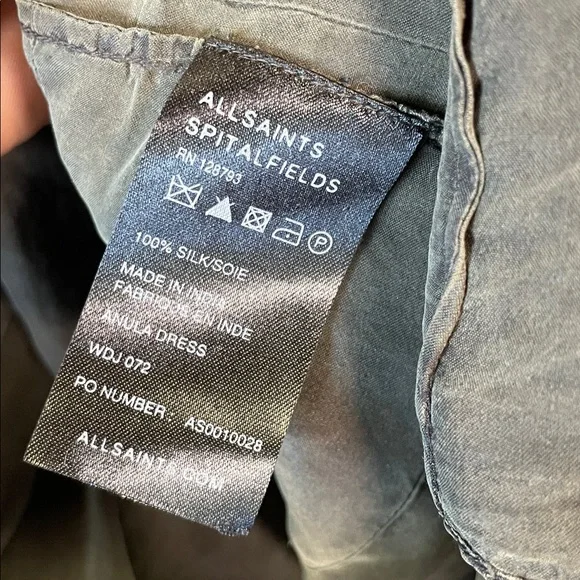 ALLSAINTS
SPITALFIELDS
RN 128793
P
100% SILK/SOIE
MADE IN INDIA
FABRIQUE EN INDE
ANULA DRESS
WDJ 072
PO NUMBER : AS0010028
ALLSAINTS.COM